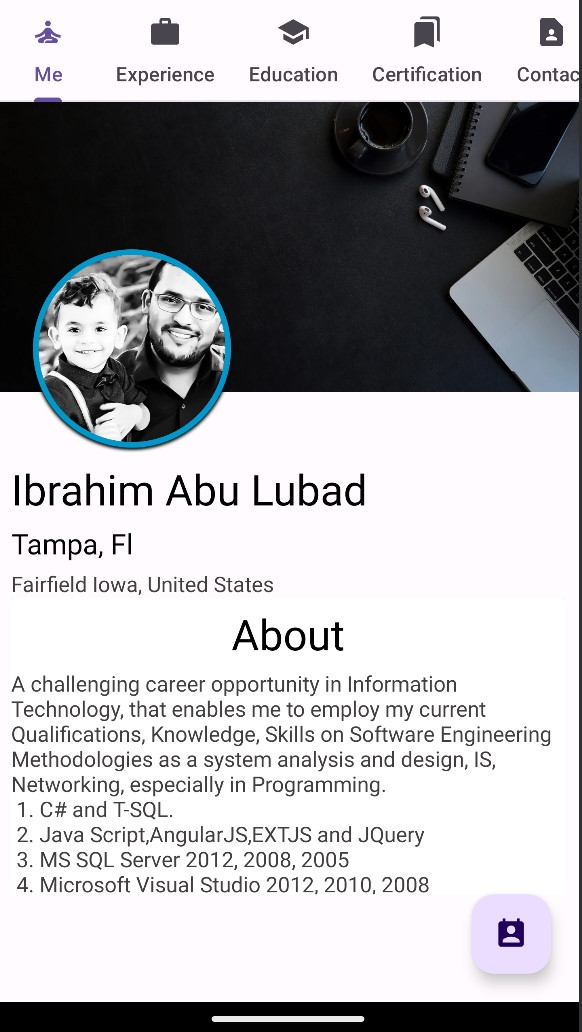 Me
Experience
Education
Certification
Contac
Ibrahim Abu Lubad
Tampa, Fl
Fairfield Iowa, United States
About
A challenging career opportunity in Information
Technology, that enables me to employ my current
Qualifications, Knowledge, Skills on Software Engineering
Methodologies as a system analysis and design, IS,
Networking, especially in Programming.
1. C# and T-SQL.
2. Java Script,AngularJS,EXTJS and JQuery
3. MS SQL Server 2012, 2008, 2005
4. Microsoft Visual Studio 2012, 2010, 2008